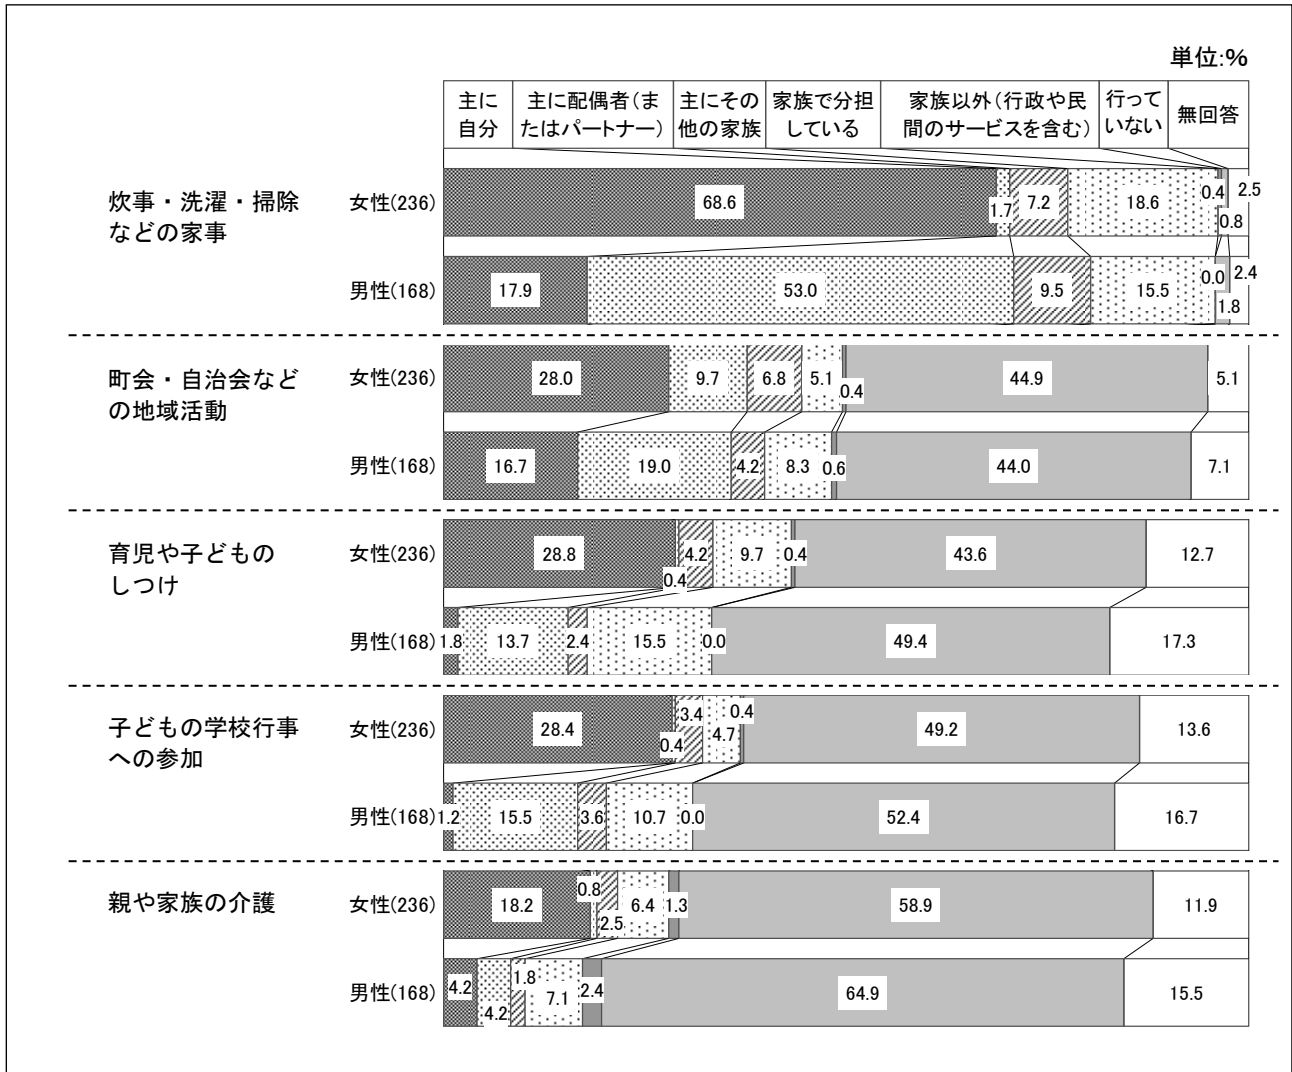 単位:%
主に
自分
主に配偶者(ま
たはパートナー)
主にその
他の家族
家族で分担
している
家族以外(行政や民
間のサービスを含む)
行って
いない
無回答
炊事・洗濯・掃除
などの家事
女性(236)
68.6
1.7
7.2
18.6
0.4
0.8
2.5
男性(168)
17.9
53.0
9.5
15.5
0.0
1.8
2.4
町会・自治会など
の地域活動
女性(236)
28.0
9.7
6.8
5.1
0.4
44.9
5.1
男性(168)
16.7
19.0
4.2
8.3
0.6
44.0
7.1
育児や子どもの
しつけ
女性(236)
28.8
0.4
4.2
9.7
0.4
43.6
12.7
男性(168)
1.8
13.7
2.4
15.5
0.0
49.4
17.3
子どもの学校行事
への参加
女性(236)
28.4
0.4
3.4
4.7
0.4
49.2
13.6
男性(168)
1.2
15.5
3.6
10.7
0.0
52.4
16.7
親や家族の介護
女性(236)
18.2
0.8
2.5
6.4
1.3
58.9
11.9
男性(168)
4.2
4.2
1.8
7.1
2.4
64.9
15.5